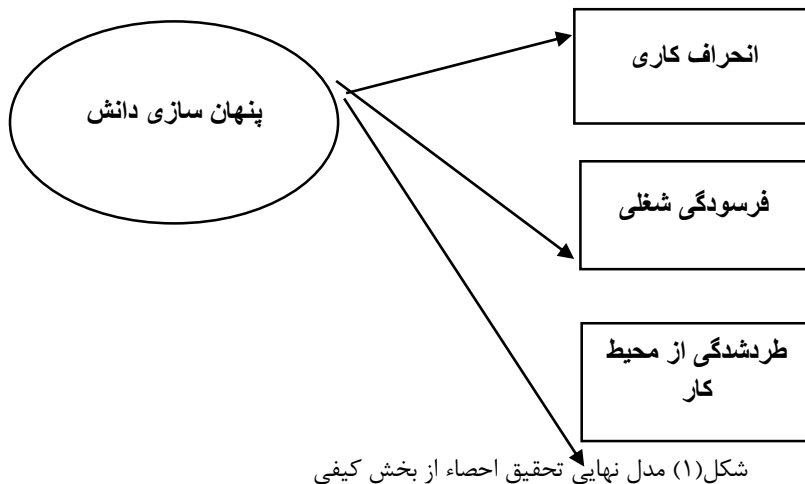 انحراف کاری
پنهان سازی دانش
فرسودگی شغلی
طردشدگی از محیط
کار
شکل(۱) مدل نهایی تحقیق احصاء از بخش کیفی